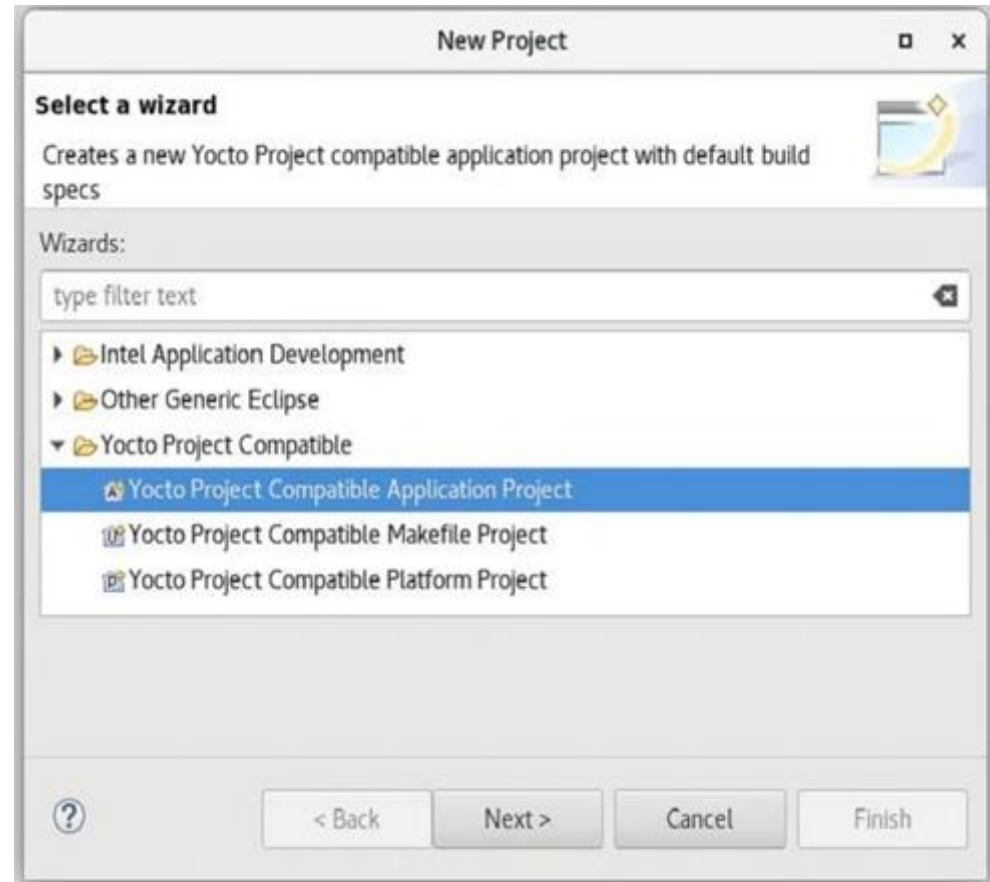 New Project
Select a wizard
Creates a new Yocto Project compatible application project with default build
specs
Wizards:
type filter text
Intel Application Development
Other Generic Eclipse
Yocto Project Compatible
Yocto Project Compatible Application Project
Yocto Project Compatible Makefile Project
Yocto Project Compatible Platform Project
? < Back Next > Cancel Finish